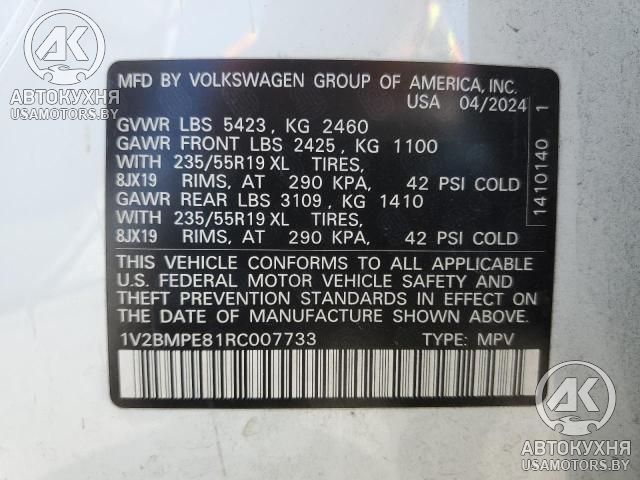 AK
АВТОКУХНЯ
USAMOTORS.BY
MFD BY VOLKSWAGEN GROUP OF AMERICA, INC.
USA 04/2024
GVWR LBS 5423 , KG 2460
GAWR FRONT LBS 2425 , KG 1100
WITH 235/55R19 XL TIRES,
8JX19 RIMS, AT 290 KPA, 42 PSI COLD
GAWR REAR LBS 3109 , KG 1410
WITH 235/55R19 XL TIRES,
8JX19 RIMS, AT 290 KPA, 42 PSI COLD
1410140 1
THIS VEHICLE CONFORMS TO ALL APPLICABLE
U.S. FEDERAL MOTOR VEHICLE SAFETY AND
THEFT PREVENTION STANDARDS IN EFFECT ON
THE DATE OF MANUFACTURE SHOWN ABOVE.
1V2BMPE81RC007733 TYPE: MPV
AK
АВТОКУХНЯ
USAMOTORS.BY